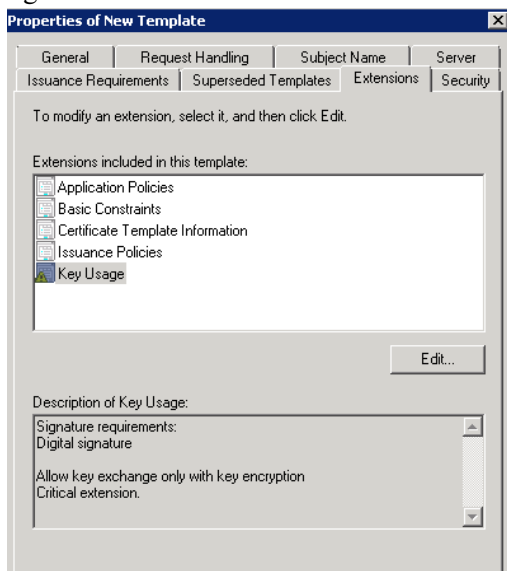 Properties of New Template
General
Request Handling
Subject Name
Server
Issuance Requirements
Superseded Templates
Extensions
Security
To modify an extension, select it, and then click Edit.
Extensions included in this template:
Application Policies
Basic Constraints
Certificate Template Information
Issuance Policies
Key Usage
Edit...
Description of Key Usage:
Signature requirements:
Digital signature
Allow key exchange only with key encryption
Critical extension.